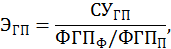 Э_ГП = СУ_ГП / (ФГП_Ф/ФГП_П),